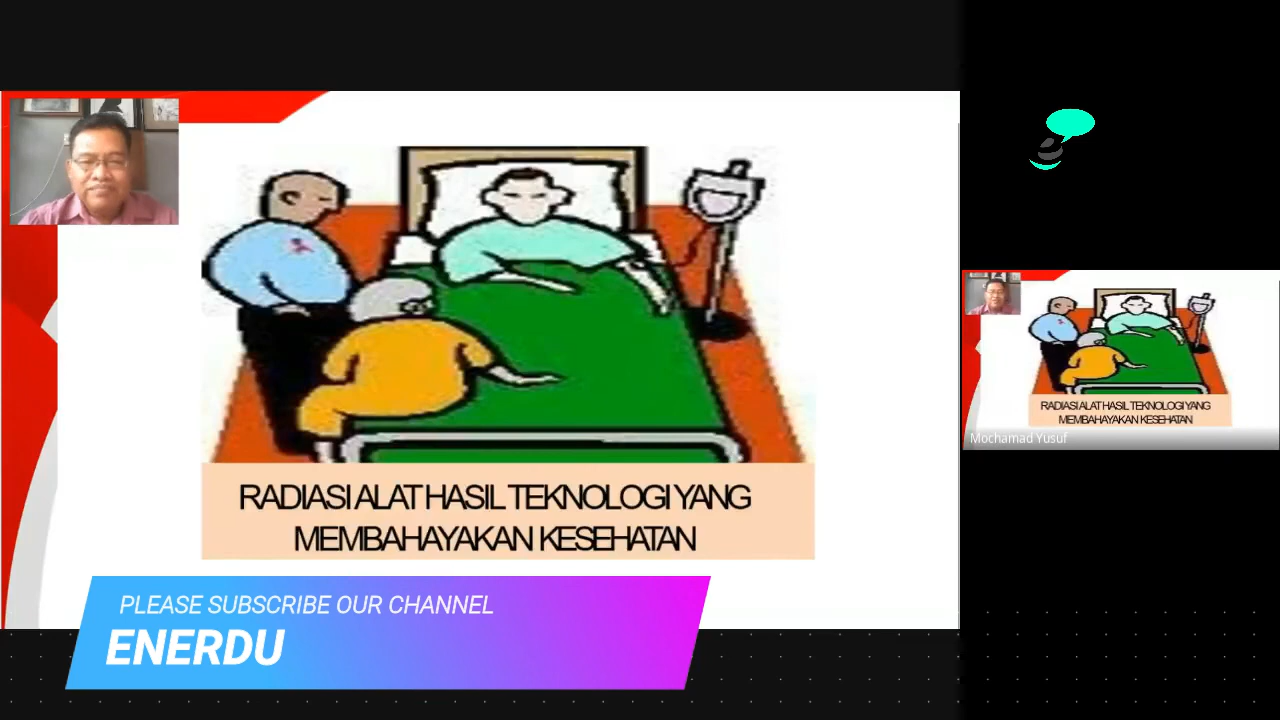 RADIASI ALAT HASIL TEKNOLOGI YANG
MEMBAHAYAKAN KESEHATAN
PLEASE SUBSCRIBE OUR CHANNEL
ENERDU
RADIASI ALAT HASIL TEKNOLOGI YANG
MEMBAHAYAKAN KESEHATAN
Mochamad Yusuf